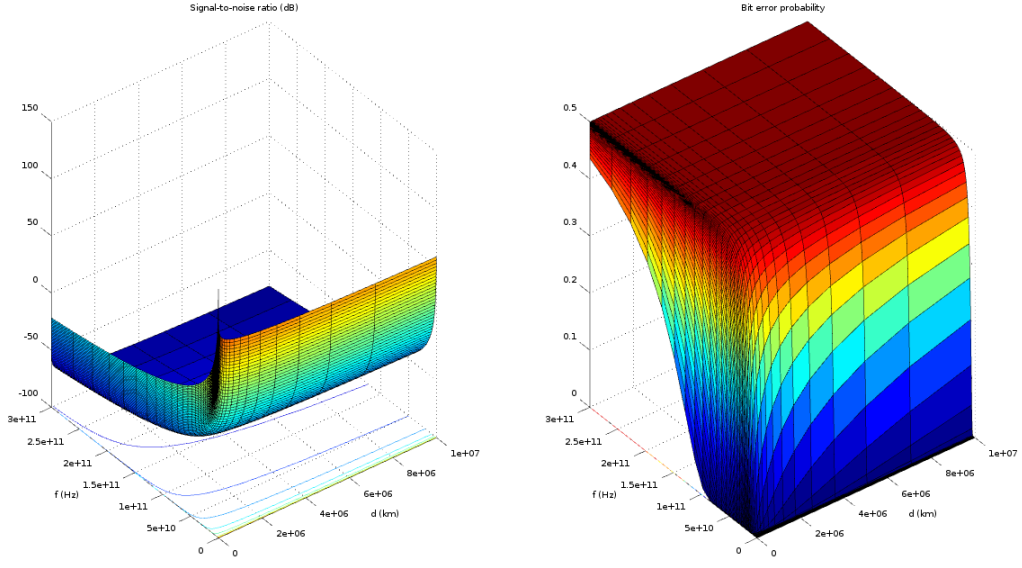 Signal-to-noise ratio (dB)
150
100
50
0
-50
-100
3e+11
2.5e+11
2e+11
1.5e+11
1e+11
5e+10
0
f (Hz)
0
2e+06
4e+06
6e+06
8e+06
1e+07
d (km)
Bit error probability
0.5
0.4
0.3
0.2
0.1
0
3e+11
2.5e+11
2e+11
1.5e+11
1e+11
5e+10
0
f (Hz)
0
2e+06
4e+06
6e+06
8e+06
1e+07
d (km)